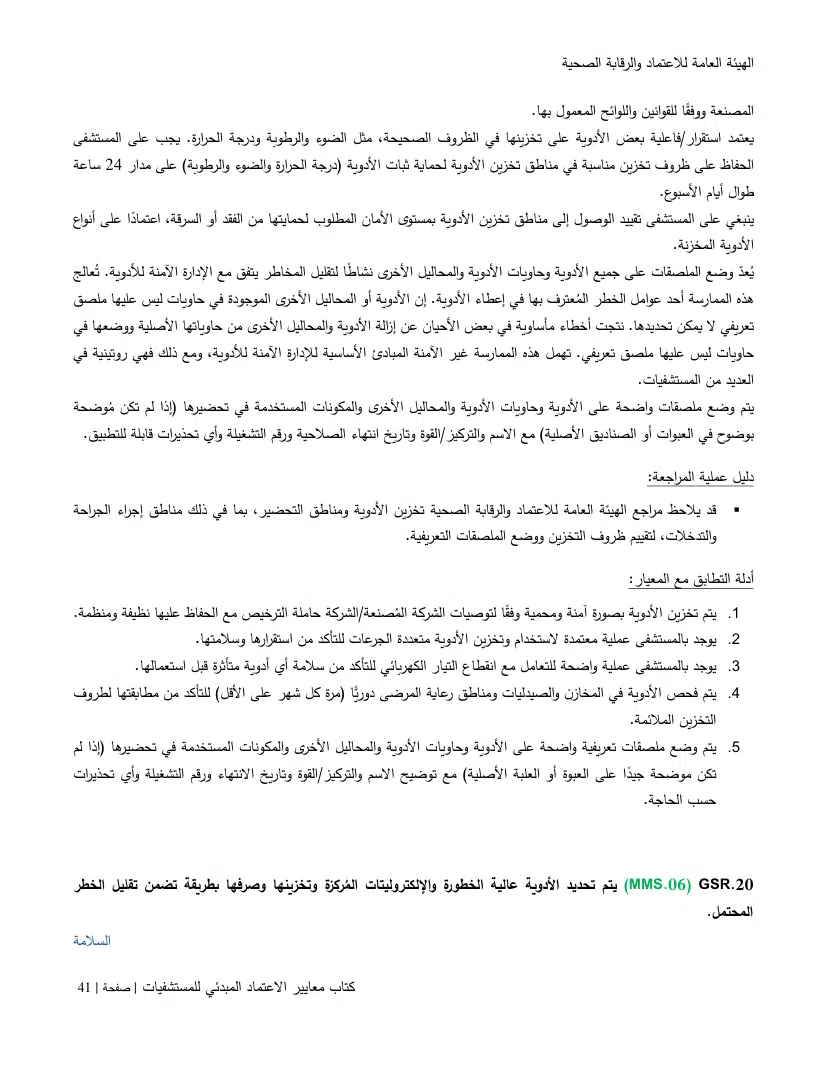 الهيئة العامة للاعتماد والرقابة الصحية
المصنعة ووفقًا للقوانين واللوائح المعمول بها.
يعتمد استقرار/فاعلية بعض الأدوية على تخزينها في الظروف الصحيحة، مثل الضوء والرطوبة ودرجة الحرارة. يجب على المستشفى
الحفاظ على ظروف تخزين مناسبة في مناطق تخزين الأدوية لحماية ثبات الأدوية (درجة الحرارة والضوء والرطوبة) على مدار 24 ساعة
طوال أيام الأسبوع.
ينبغي على المستشفى تقييد الوصول إلى مناطق تخزين الأدوية بمستوى الأمان المطلوب لحمايتها من الفقد أو السرقة، اعتمادًا على أنواع
الأدوية المخزنة.
يُعدّ وضع الملصقات على جميع الأدوية وحاويات الأدوية والمحاليل الأخرى نشاطًا لتقليل المخاطر يتفق مع الإدارة الآمنة للأدوية. تُعالج
هذه الممارسة أحد عوامل الخطر المُعترف بها في إعطاء الأدوية. إن الأدوية أو المحاليل الأخرى الموجودة في حاويات ليس عليها ملصق
تعريفي لا يمكن تحديدها. نتجت أخطاء مأساوية في بعض الأحيان عن إزالة الأدوية والمحاليل الأخرى من حاوياتها الأصلية ووضعها في
حاويات ليس عليها ملصق تعريفي. تهمل هذه الممارسة غير الآمنة المبادئ الأساسية للإدارة الآمنة للأدوية، ومع ذلك فهي روتينية في
العديد من المستشفيات.
يتم وضع ملصقات واضحة على الأدوية وحاويات الأدوية والمحاليل الأخرى والمكونات المستخدمة في تحضيرها (إذا لم تكن مُوضحة
بوضوح في العبوات أو الصناديق الأصلية) مع الاسم والتركيز/القوة وتاريخ انتهاء الصلاحية ورقم التشغيلة وأي تحذيرات قابلة للتطبيق.
دليل عملية المراجعة:
▪ قد يلاحظ مراجع الهيئة العامة للاعتماد والرقابة الصحية تخزين الأدوية ومناطق التحضير، بما في ذلك مناطق إجراء الجراحة
والتدخلات، لتقييم ظروف التخزين ووضع الملصقات التعريفية.
أدلة التطابق مع المعيار:
1. يتم تخزين الأدوية بصورة آمنة ومحمية وفقًا لتوصيات الشركة المُصنعة/الشركة حاملة الترخيص مع الحفاظ عليها نظيفة ومنظمة.
2. يوجد بالمستشفى عملية معتمدة لاستخدام وتخزين الأدوية متعددة الجرعات للتأكد من استقرارها وسلامتها.
3. يوجد بالمستشفى عملية واضحة للتعامل مع انقطاع التيار الكهربائي للتأكد من سلامة أي أدوية متأثرة قبل استعمالها.
4. يتم فحص الأدوية في المخازن والصيدليات ومناطق رعاية المرضى دوريًّا (مرة كل شهر على الأقل) للتأكد من مطابقتها لظروف
التخزين الملائمة.
5. يتم وضع ملصقات تعريفية واضحة على الأدوية وحاويات الأدوية والمحاليل الأخرى والمكونات المستخدمة في تحضيرها (إذا لم
تكن موضحة جيدًا على العبوة أو العلبة الأصلية) مع توضيح الاسم والتركيز/القوة وتاريخ الانتهاء ورقم التشغيلة وأي تحذيرات
حسب الحاجة.
GSR.20 (MMS.06) يتم تحديد الأدوية عالية الخطورة والإلكتروليتات المُركزة وتخزينها وصرفها بطريقة تضمن تقليل الخطر
المحتمل.
السلامة
كتاب معايير الاعتماد المبدئي للمستشفيات | صفحة | 41